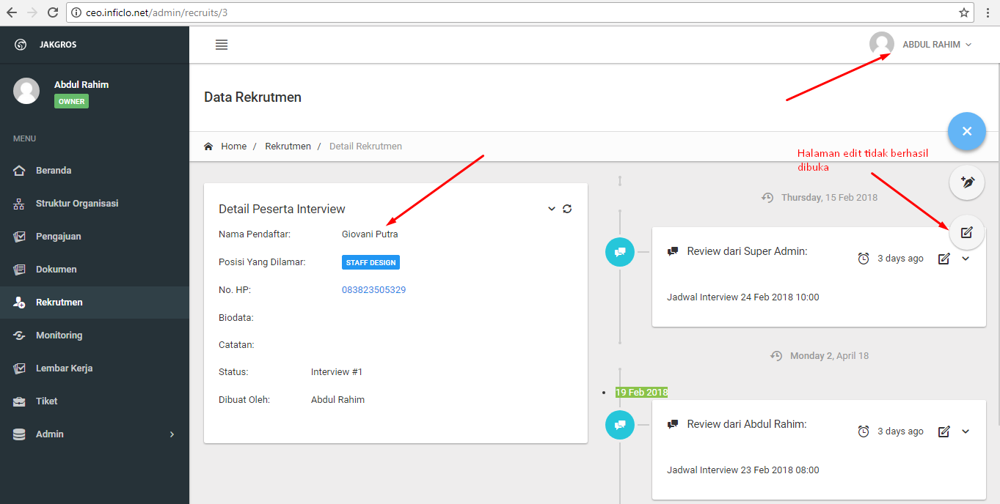 ceo.inficlo.net/admin/recruits/3
JAKGROS
ABDUL RAHIM
Abdul Rahim
OWNER
MENU
Beranda
Struktur Organisasi
Pengajuan
Dokumen
Rekrutmen
Monitoring
Lembar Kerja
Tiket
Admin
Data Rekrutmen
Home / Rekrutmen / Detail Rekrutmen
Halaman edit tidak berhasil
dibuka
Detail Peserta Interview
Nama Pendaftar: Giovani Putra
Posisi Yang Dilamar: STAFF DESIGN
No. HP: 083823505329
Biodata:
Catatan:
Status: Interview #1
Dibuat Oleh: Abdul Rahim
Thursday, 15 Feb 2018
Review dari Super Admin: 3 days ago
Jadwal Interview 24 Feb 2018 10:00
Monday 2, April 18
19 Feb 2018
Review dari Abdul Rahim: 3 days ago
Jadwal Interview 23 Feb 2018 08:00